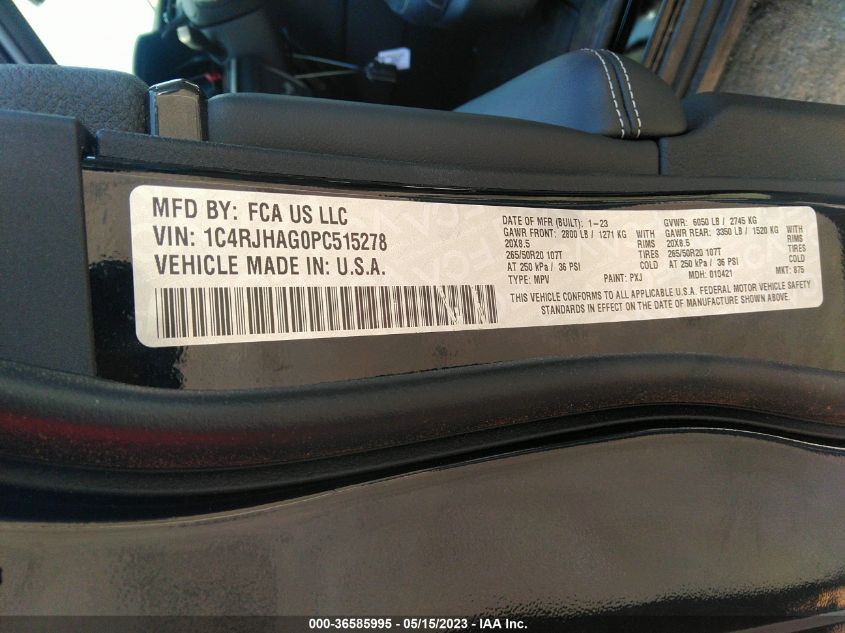 MFD BY: FCA US LLC
VIN: 1C4RJHAG0PC515278
VEHICLE MADE IN: U.S.A.
DATE OF MFR (BUILT): 1-23 GVWR: 6050 LB / 2745 KG
GAWR FRONT: 2800 LB / 1271 KG WITH GAWR REAR: 3350 LB / 1520 KG WITH
20X8.5 RIMS 20X8.5 RIMS
265/50R20 107T TIRES 265/50R20 107T TIRES
AT 250 kPa / 36 PSI COLD AT 250 kPa / 36 PSI COLD
TYPE: MPV PAINT: PXJ MDH: 013421 MKT: 875
THIS VEHICLE CONFORMS TO ALL APPLICABLE U.S.A. FEDERAL MOTOR VEHICLE SAFETY
STANDARDS IN EFFECT ON THE DATE OF MANUFACTURE SHOWN ABOVE.
000-36585995 - 05/15/2023 - IAA Inc.